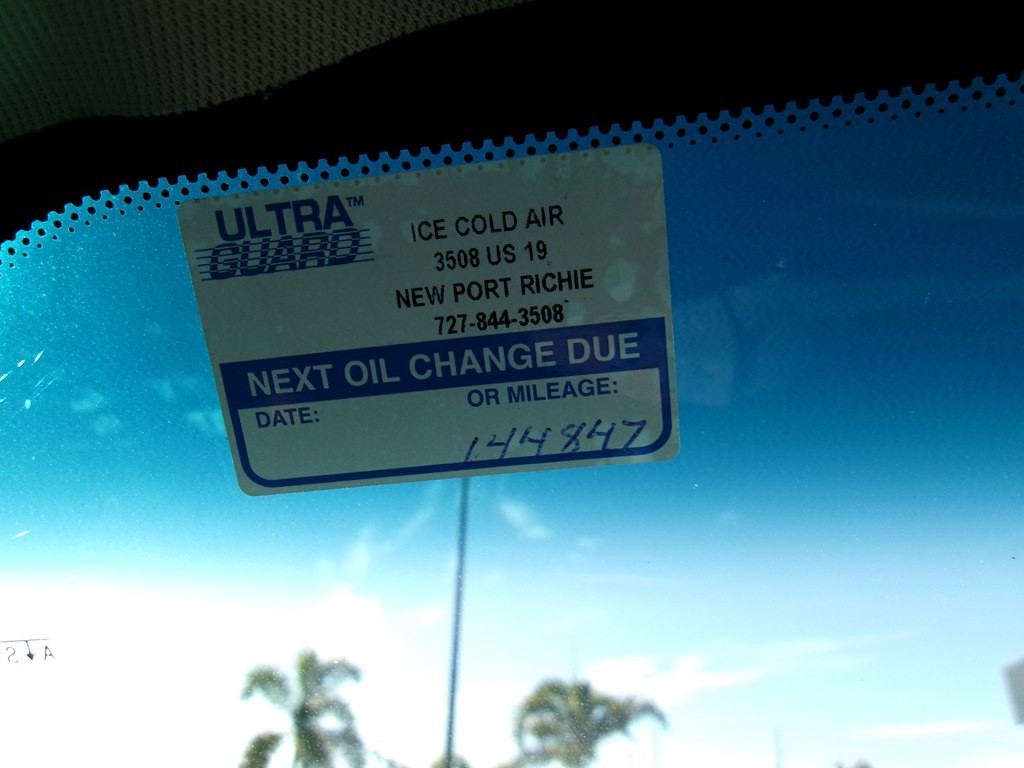 ULTRA™
GUARD
ICE COLD AIR
3508 US 19
NEW PORT RICHIE
727-844-3508
NEXT OIL CHANGE DUE
DATE:
OR MILEAGE:
144847
A S